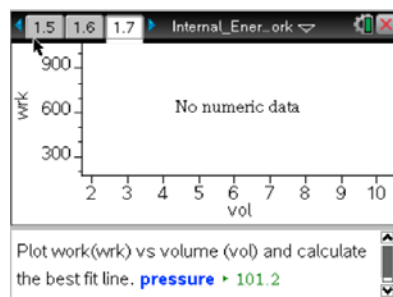 1.5 1.6 1.7 Internal_Ener...ork
900
600
300
wrk
No numeric data
2 3 4 5 6 7 8 9 10
vol
Plot work(wrk) vs volume (vol) and calculate
the best fit line. pressure ▸ 101.2